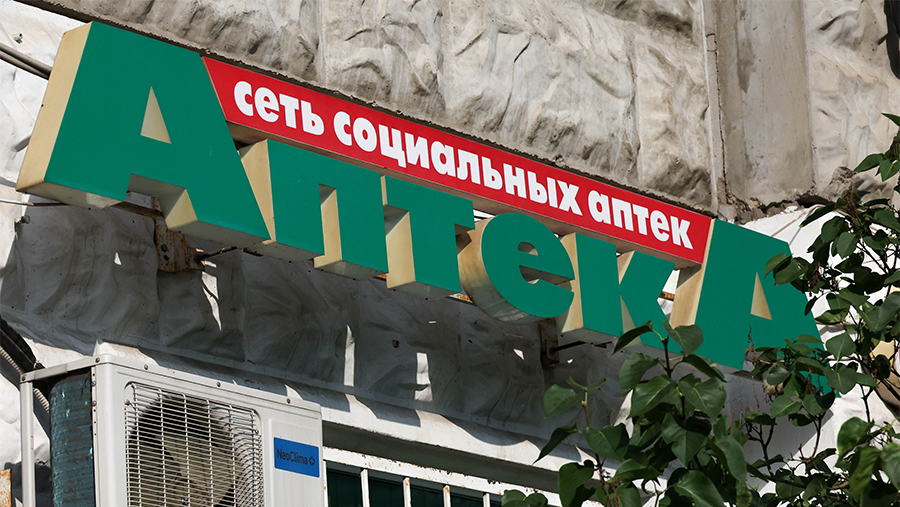 сеть социальных аптек
АптекА
NeoClima